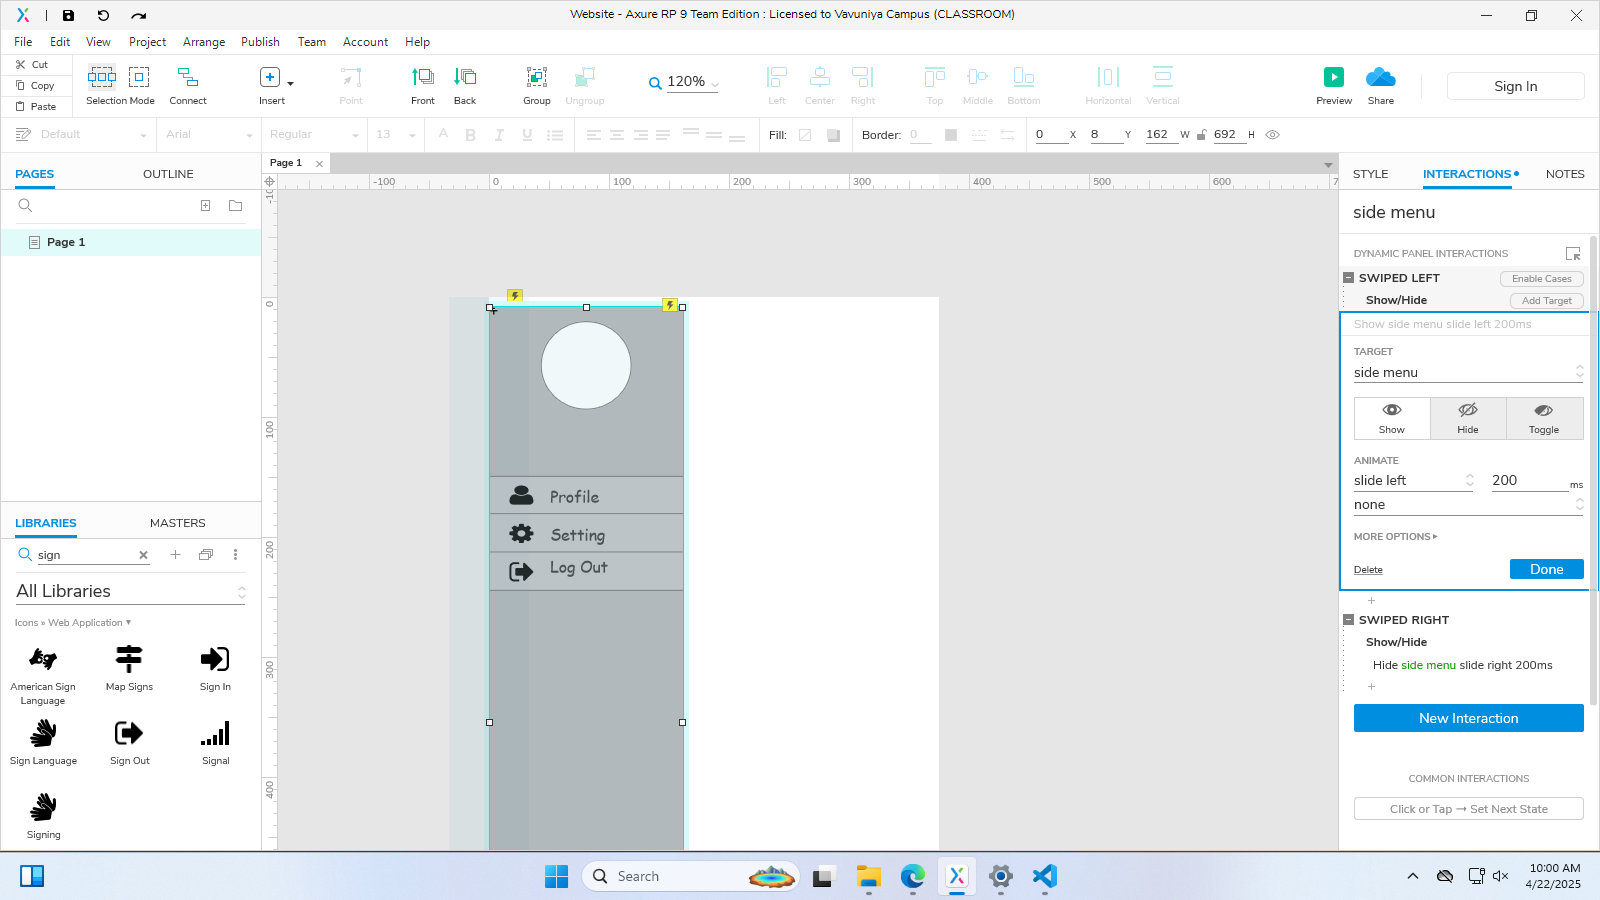 Website - Axure RP 9 Team Edition : Licensed to Vavuniya Campus (CLASSROOM)
File Edit View Project Arrange Publish Team Account Help
Cut
Copy
Paste
Selection Mode
Connect
Insert
Point
Front
Back
Group
Ungroup
120%
Left
Center
Right
Top
Middle
Bottom
Horizontal
Vertical
Preview
Share
Sign In
Default
Arial
Regular
13
Fill:
Border:
0
0 X
8 Y
162 W
692 H
PAGES
OUTLINE
Page 1
Page 1
-100 0 100 200 300 400 500 600
0
100
200
300
400
Profile
Setting
Log Out
LIBRARIES
MASTERS
sign
All Libraries
Icons » Web Application
American Sign Language
Map Signs
Sign In
Sign Language
Sign Out
Signal
Signing
STYLE
INTERACTIONS
NOTES
side menu
DYNAMIC PANEL INTERACTIONS
SWIPED LEFT
Enable Cases
Show/Hide
Add Target
Show side menu slide left 200ms
TARGET
side menu
Show
Hide
Toggle
ANIMATE
slide left
200 ms
none
MORE OPTIONS
Delete
Done
SWIPED RIGHT
Show/Hide
Hide side menu slide right 200ms
New Interaction
COMMON INTERACTIONS
Click or Tap → Set Next State
Search
10:00 AM
4/22/2025